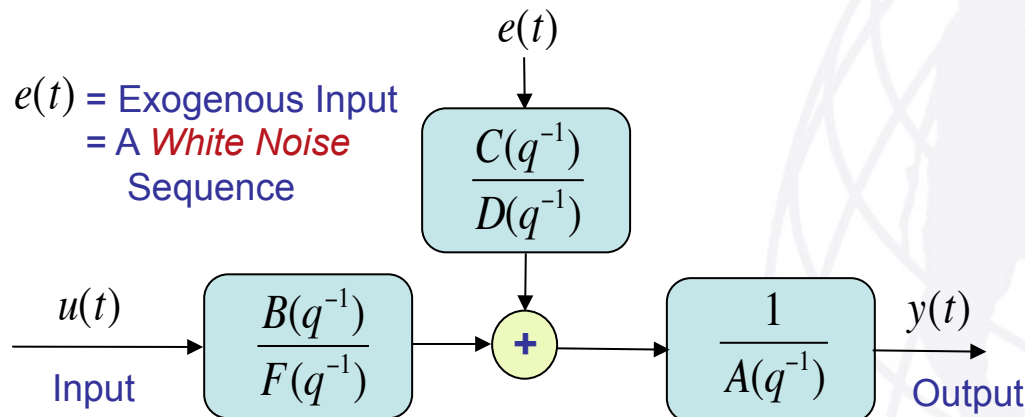 e(t)
e(t) = Exogenous Input
= A White Noise
Sequence
C(q⁻¹)
D(q⁻¹)
u(t)
Input
B(q⁻¹)
F(q⁻¹)
+
1
A(q⁻¹)
y(t)
Output